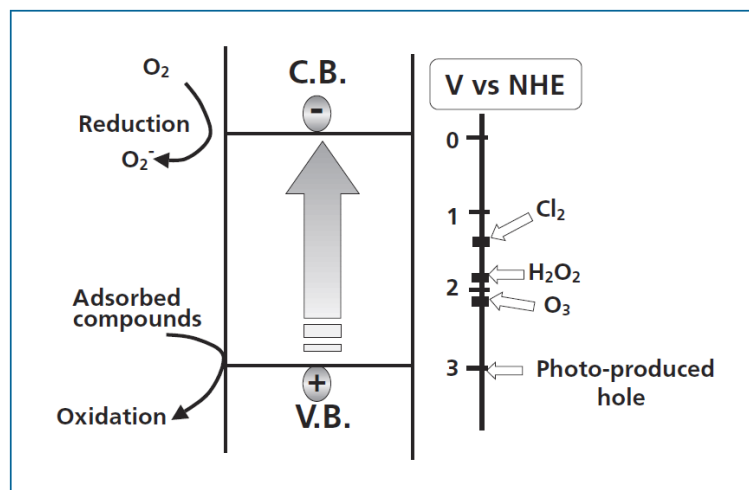 O₂
Reduction
O₂⁻
Adsorbed
compounds
Oxidation
C.B.
-
+
V.B.
V vs NHE
0
1
Cl₂
H₂O₂
2
O₃
3
Photo-produced
hole